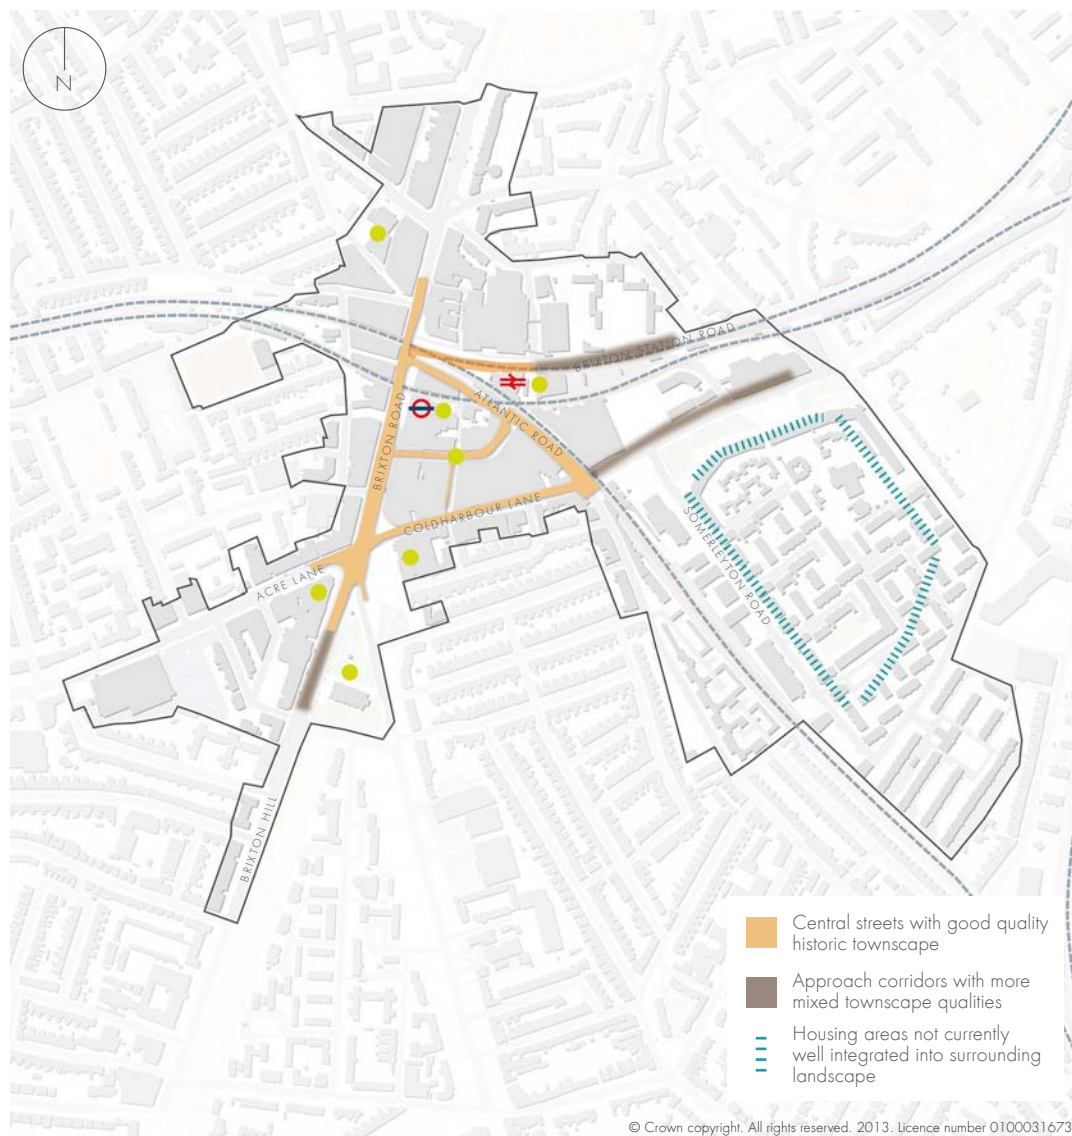 N
BRIXTON STATION ROAD
ATLANTIC ROAD
BRIXTON ROAD
COLDHARBOUR LANE
SOMERLEYTON ROAD
ACRE LANE
BRIXTON HILL
Central streets with good quality
historic townscape
Approach corridors with more
mixed townscape qualities
Housing areas not currently
well integrated into surrounding
landscape
© Crown copyright. All rights reserved. 2013. Licence number 0100031673